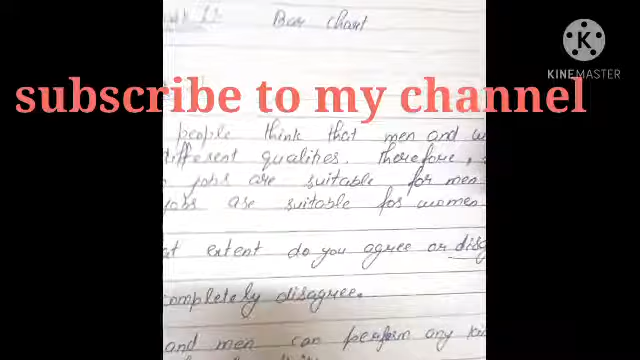 Bar chart
KINEMASTER
subscribe to my channel
people think that men and
different qualities. Therefore,
jobs are suitable for men
jobs are suitable for women
extent do you agree or
completely disagree.
and men can perform any